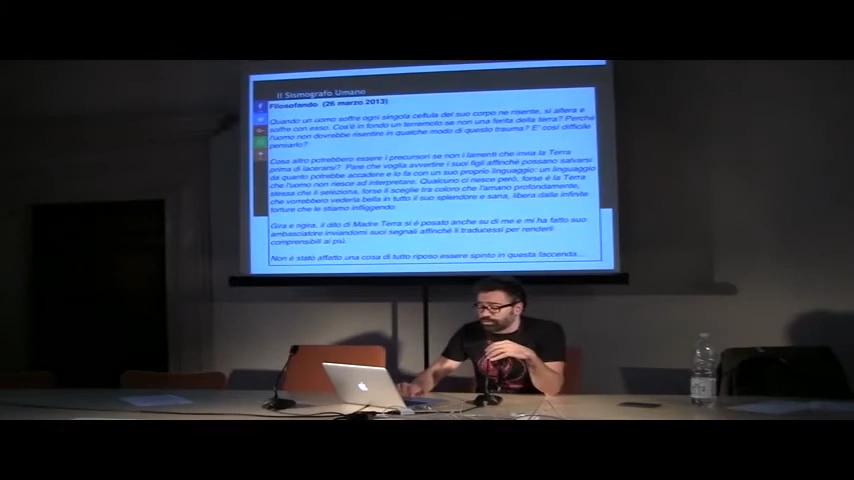 Il Sismografo Umano
Filosofando (26 marzo 2013)
Quando un uomo soffre ogni singola cellula del suo corpo ne risente, si altera e
soffre con esso. Cos'è in fondo un terremoto se non una ferita della terra? Perché
l'uomo non dovrebbe risentire in qualche modo di questo trauma? E' così difficile
pensarlo?
Cosa altro potrebbero essere i precursori se non i lamenti che invia la Terra
prima di lacerarsi? Pare che voglia avvertire i suoi figli affinché possano salvarsi
da quanto potrebbe accadere e lo fa con un suo proprio linguaggio: un linguaggio
che l'uomo non riesce ad interpretare. Qualcuno ci riesce però, forse è la Terra
stessa che li seleziona, forse li sceglie tra coloro che l'amano profondamente,
che vorrebbero vederla bella in tutto il suo splendore e sana, libera dalle infinite
torture che le stiamo infliggendo.
Gira e rigira, il dito di Madre Terra si è posato anche su di me e mi ha fatto suo
ambasciatore inviandomi suoi segnali affinché li traducessi per renderli
comprensibili ai più.
Non è stato affatto una cosa di tutto riposo essere spinto in questa faccenda...